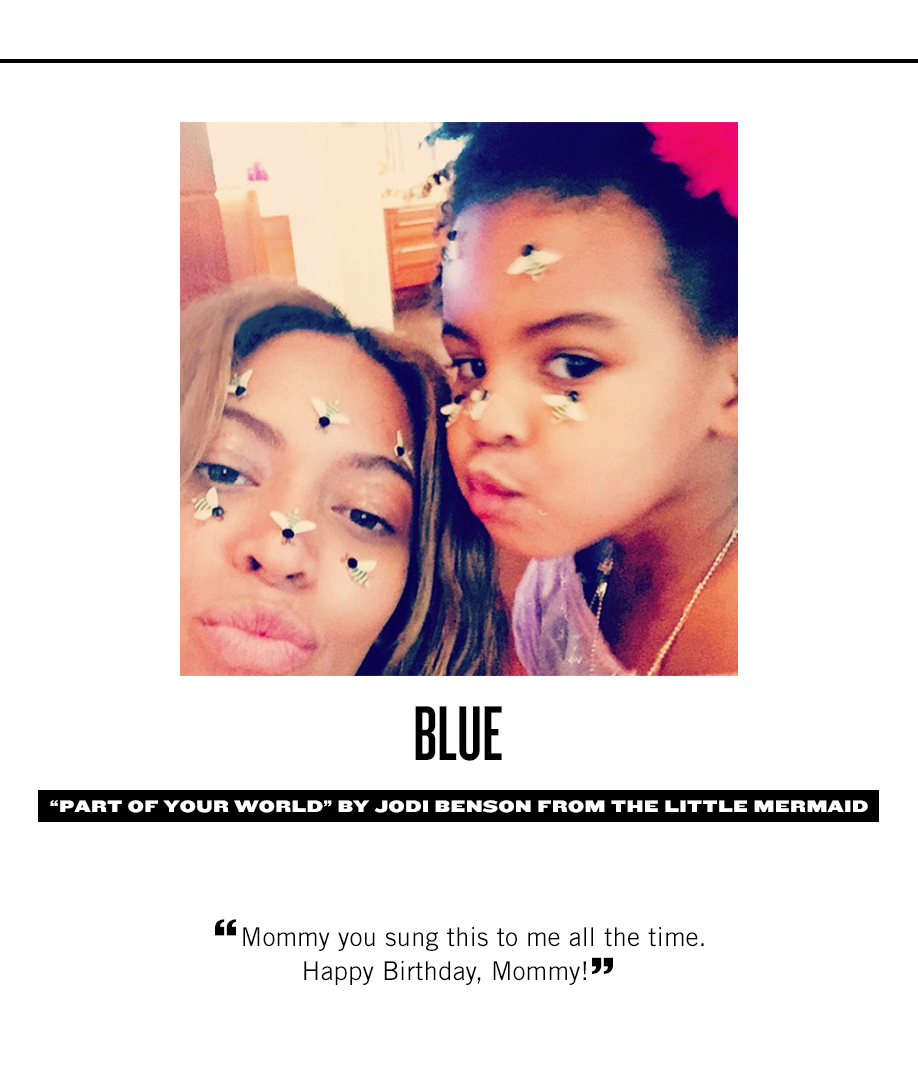 BLUE
“PART OF YOUR WORLD” BY JODI BENSON FROM THE LITTLE MERMAID
“Mommy you sung this to me all the time.
Happy Birthday, Mommy!”